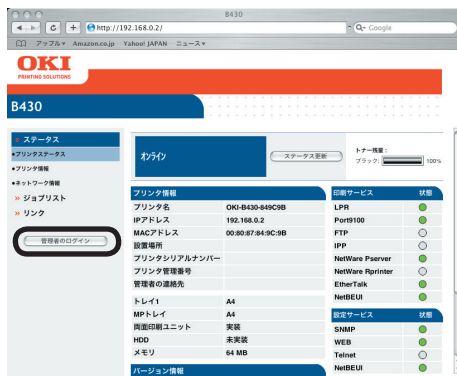 B430
http://192.168.0.2/
Google
アップル▼ Amazon.co.jp Yahoo! JAPAN ニュース▼
OKI
PRINTING SOLUTIONS
B430
ステータス
•プリンタステータス
•プリンタ情報
•ネットワーク情報
» ジョブリスト
» リンク
管理者のログイン
オンライン
ステータス更新
トナー残量：
ブラック: 100%
プリンタ情報
プリンタ名 OKI-B430-849C9B
IPアドレス 192.168.0.2
MACアドレス 00:80:87:84:9C:9B
設置場所
プリンタシリアルナンバー
プリンタ管理番号
管理者の連絡先
トレイ1 A4
MPトレイ A4
両面印刷ユニット 実装
HDD 未実装
メモリ 64 MB
バージョン情報
印刷サービス 状態
LPR
Port9100
FTP
IPP
NetWare Pserver
NetWare Rprinter
EtherTalk
NetBEUI
設定サービス 状態
SNMP
WEB
Telnet
NetBEUI